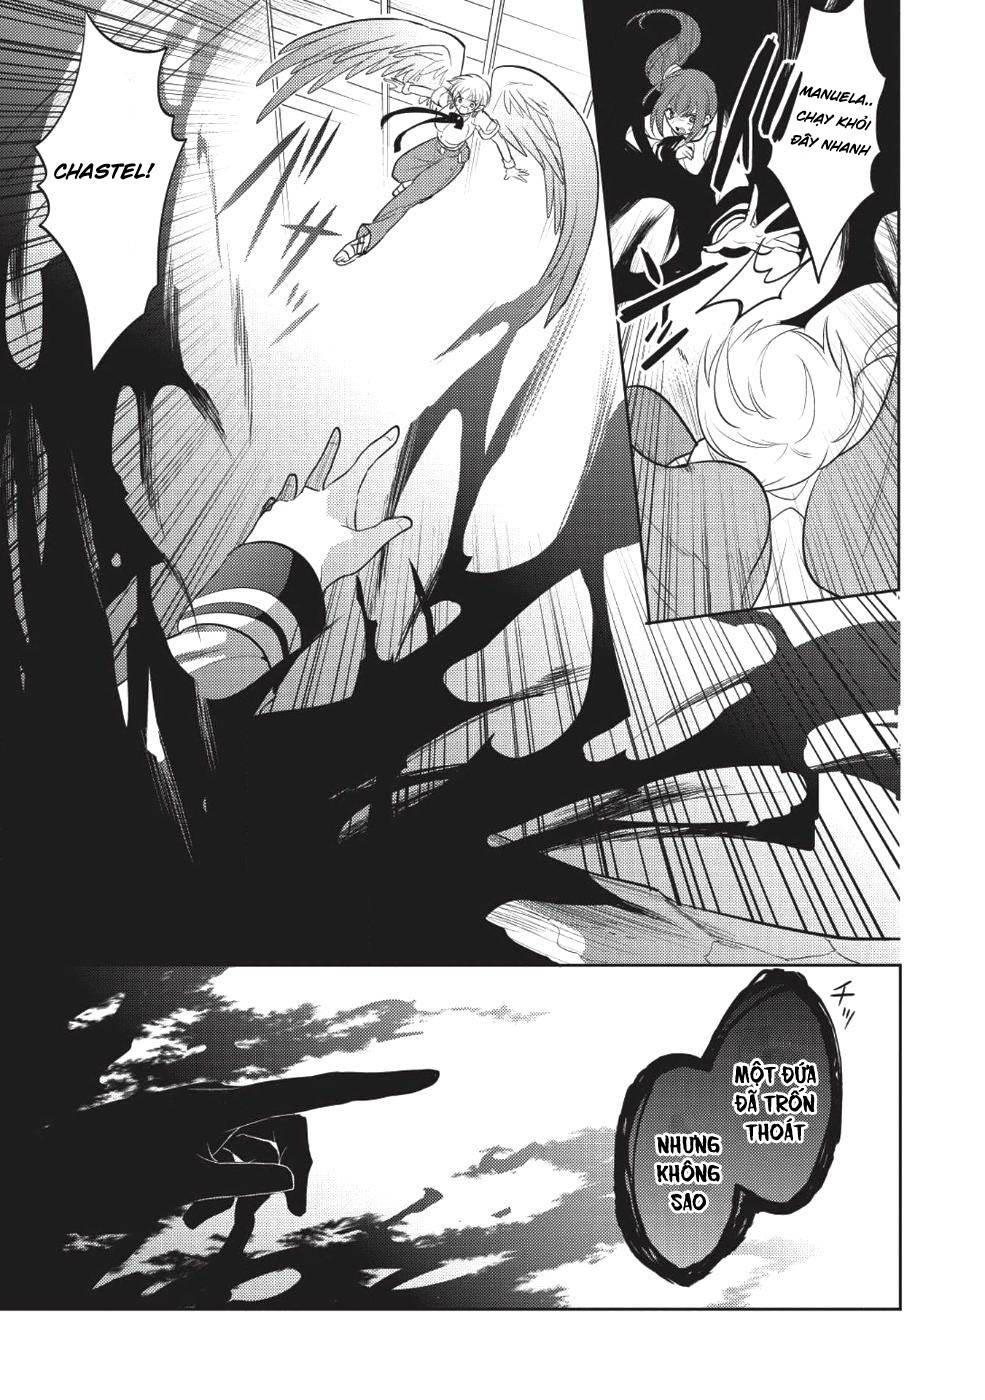 MANUELA..
CHẠY KHỎI
ĐÂY NHANH
CHASTEL!
チッ
MỘT ĐỨA
ĐÃ TRỐN
THOÁT
NHƯNG
KHÔNG
SAO